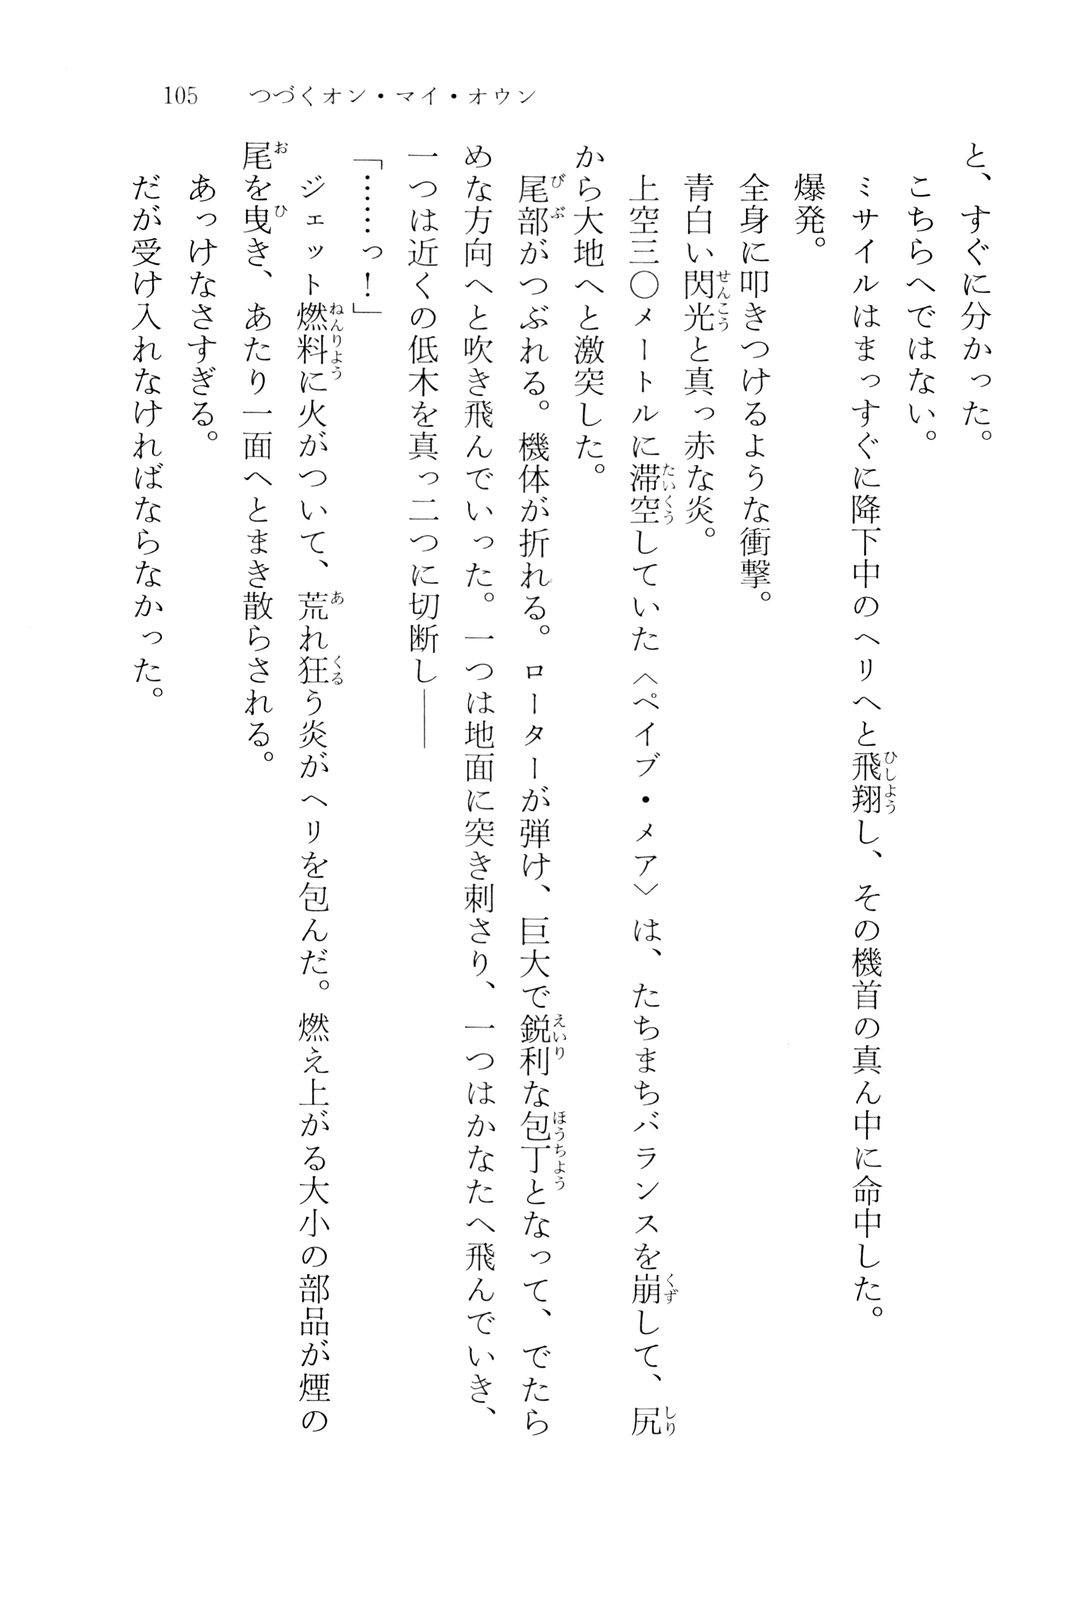 105　つづくオン・マイ・オウン
と、すぐに分かった。
こちらへではない。
ミサイルはまっすぐに降下中のヘリへと飛翔し、その機首の真ん中に命中した。
爆発。
全身に叩きつけるような衝撃。
青白い閃光と真っ赤な炎。
上空三〇メートルに滞空していた〈ペイブ・メア〉は、たちまちバランスを崩して、尻
から大地へと激突した。
尾部がつぶれる。機体が折れる。ローターが弾け、巨大で鋭利な包丁となって、でたら
めな方向へと吹き飛んでいった。一つは地面に突き刺さり、一つはかなたへ飛んでいき、
一つは近くの低木を真っ二つに切断し――
「……っ！」
ジェット燃料に火がついて、荒れ狂う炎がヘリを包んだ。燃え上がる大小の部品が煙の
尾を曳き、あたり一面へとまき散らされる。
あっけなさすぎる。
だが受け入れなければならなかった。